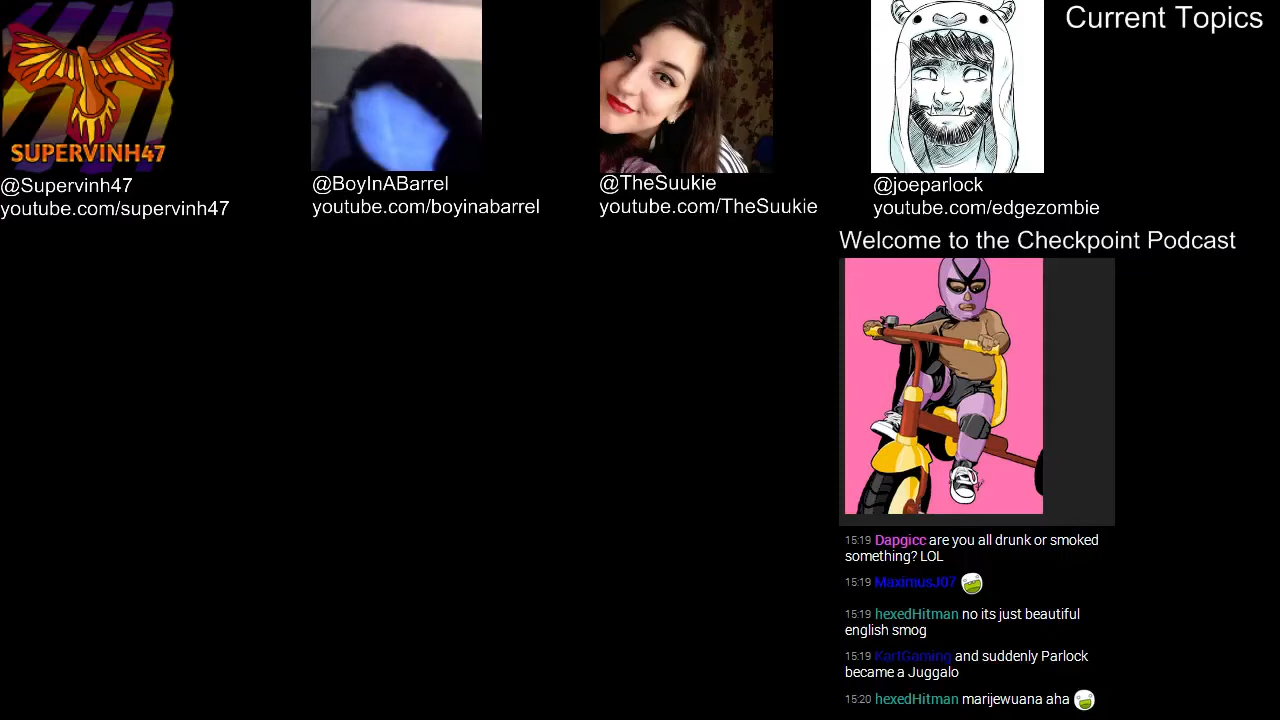 Current Topics
SUPERVINH47
@Supervinh47
youtube.com/supervinh47
@BoyInABarrel
youtube.com/boyinabarrel
@TheSuukie
youtube.com/TheSuukie
@joeparlock
youtube.com/edgezombie
Welcome to the Checkpoint Podcast
15:19 Dapgicc are you all drunk or smoked
something? LOL
15:19 MaximusJ07
15:19 hexedHitman no its just beautiful
english smog
15:19 KartGaming and suddenly Parlock
became a Juggalo
15:20 hexedHitman marijewuana aha